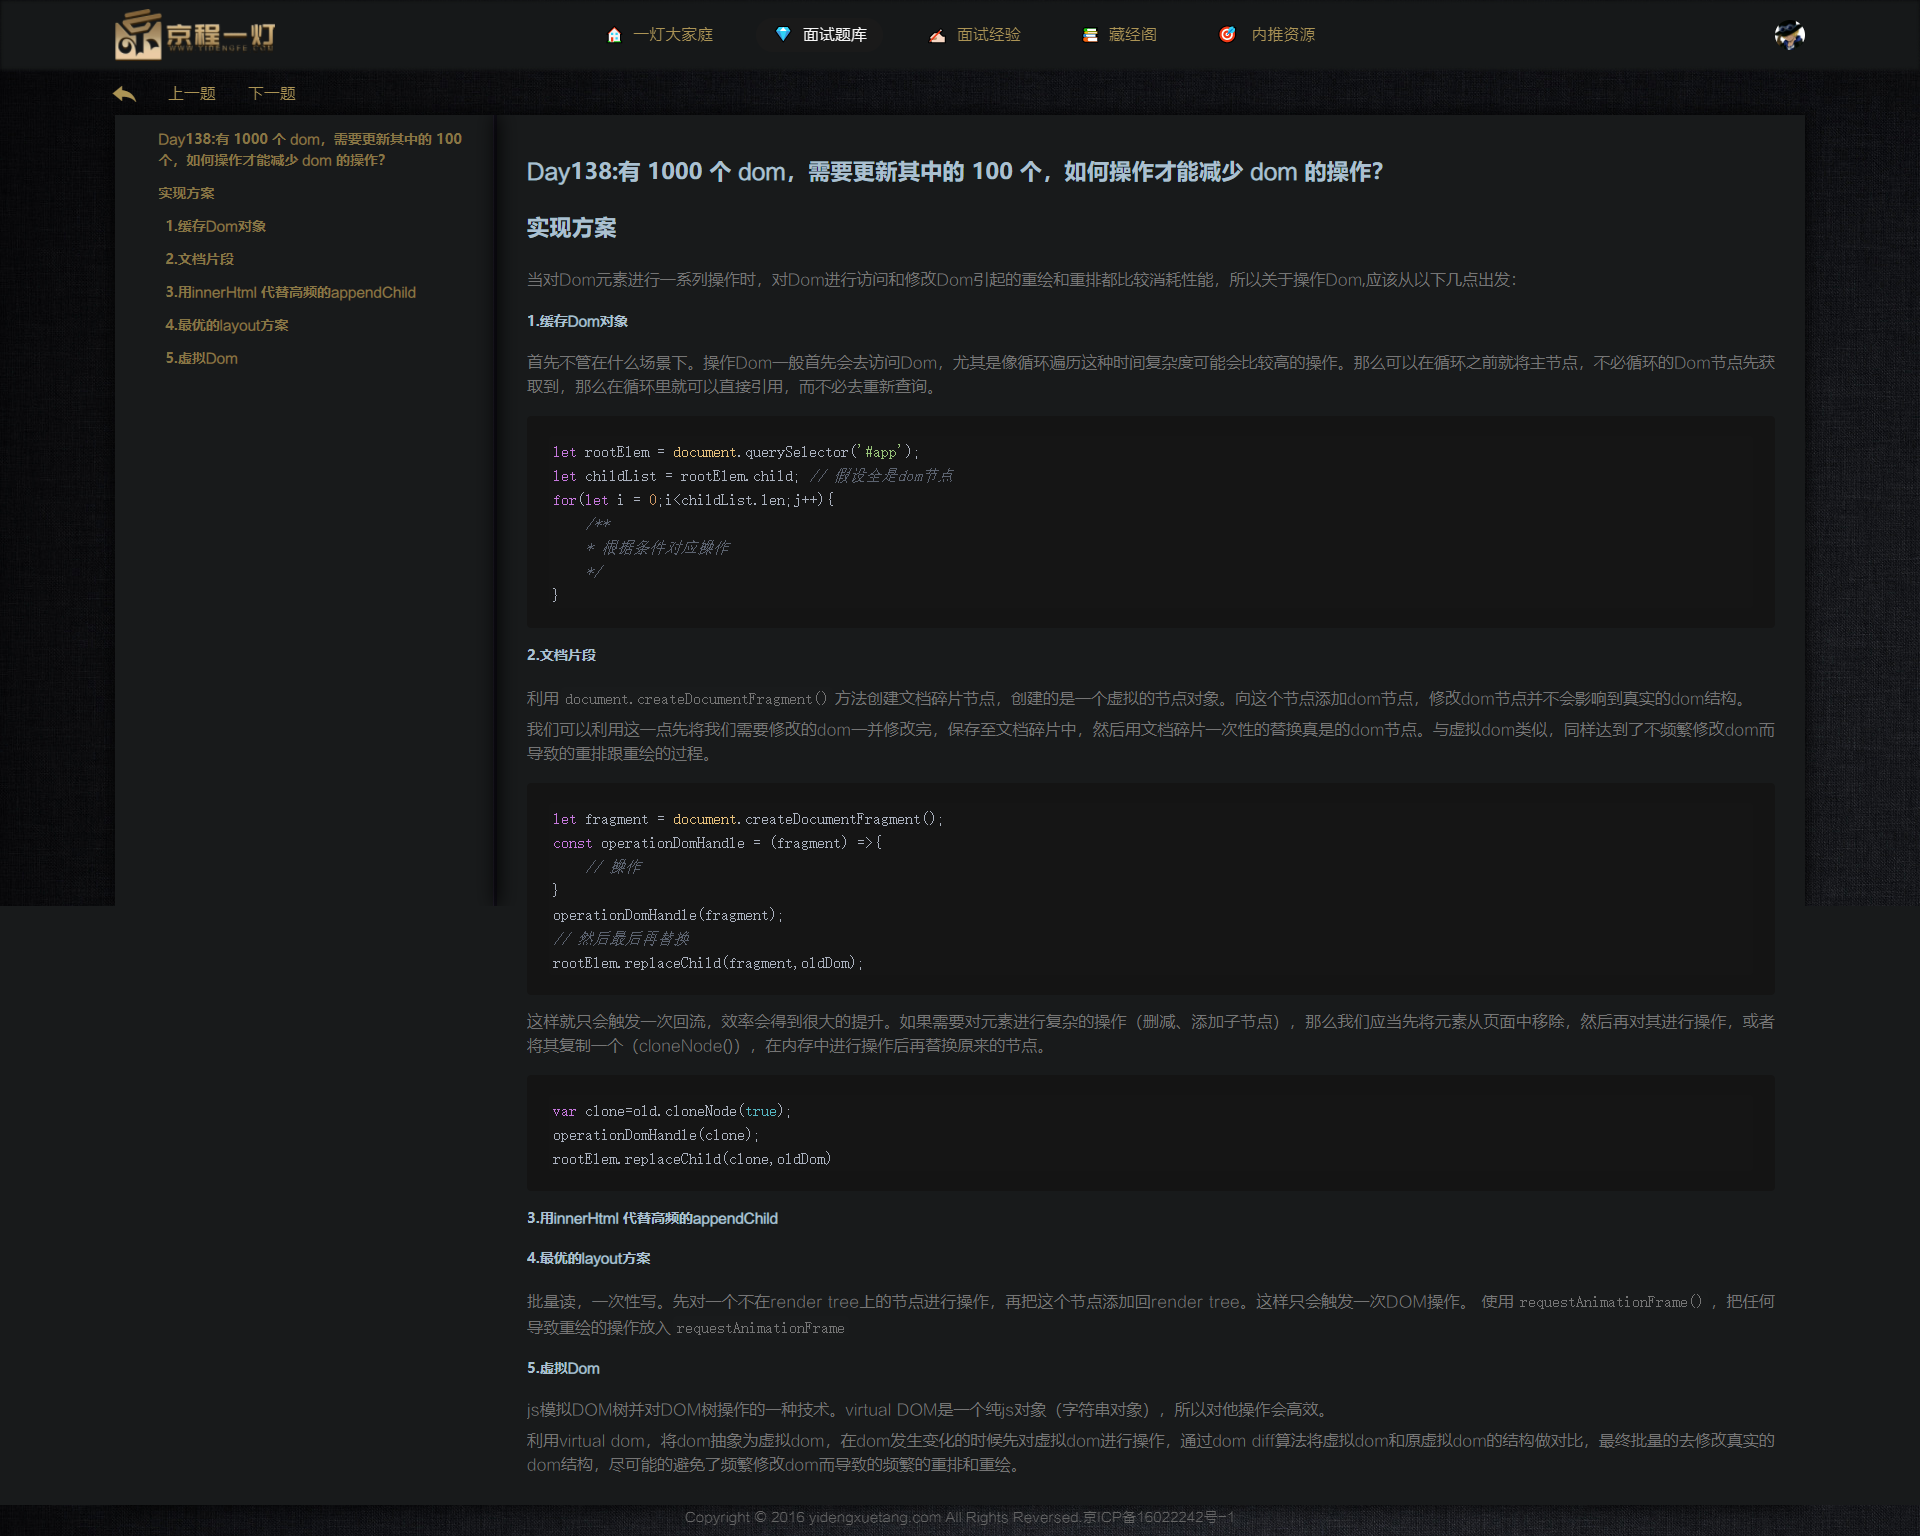 京程一灯
WWW.YIDENGFE.COM
一灯大家庭
面试题库
面试经验
藏经阁
内推资源
上一题
下一题
Day138:有 1000 个 dom，需要更新其中的 100
个，如何操作才能减少 dom 的操作？
实现方案
1.缓存Dom对象
2.文档片段
3.用innerHtml 代替高频的appendChild
4.最优的layout方案
5.虚拟Dom
Day138:有 1000 个 dom，需要更新其中的 100 个，如何操作才能减少 dom 的操作？
实现方案
当对Dom元素进行一系列操作时，对Dom进行访问和修改Dom引起的重绘和重排都比较消耗性能，所以关于操作Dom,应该从以下几点出发：
1.缓存Dom对象
首先不管在什么场景下。操作Dom一般首先会去访问Dom，尤其是像循环遍历这种时间复杂度可能会比较高的操作。那么可以在循环之前就将主节点，不必循环的Dom节点先获
取到，那么在循环里就可以直接引用，而不必去重新查询。
let rootElem = document.querySelector('#app');
let childList = rootElem.child; // 假设全是dom节点
for(let i = 0;i<childList.len;j++){
/**
* 根据条件对应操作
*/
}
2.文档片段
利用 document.createDocumentFragment() 方法创建文档碎片节点，创建的是一个虚拟的节点对象。向这个节点添加dom节点，修改dom节点并不会影响到真实的dom结构。
我们可以利用这一点先将我们需要修改的dom一并修改完，保存至文档碎片中，然后用文档碎片一次性的替换真是的dom节点。与虚拟dom类似，同样达到了不频繁修改dom而
导致的重排跟重绘的过程。
let fragment = document.createDocumentFragment();
const operationDomHandle = (fragment) =>{
// 操作
}
operationDomHandle(fragment);
// 然后最后再替换
rootElem.replaceChild(fragment,oldDom);
这样就只会触发一次回流，效率会得到很大的提升。如果需要对元素进行复杂的操作（删减、添加子节点），那么我们应当先将元素从页面中移除，然后再对其进行操作，或者
将其复制一个（cloneNode()），在内存中进行操作后再替换原来的节点。
var clone=old.cloneNode(true);
operationDomHandle(clone);
rootElem.replaceChild(clone,oldDom)
3.用innerHtml 代替高频的appendChild
4.最优的layout方案
批量读，一次性写。先对一个不在render tree上的节点进行操作，再把这个节点添加回render tree。这样只会触发一次DOM操作。 使用 requestAnimationFrame() ，把任何
导致重绘的操作放入 requestAnimationFrame
5.虚拟Dom
js模拟DOM树并对DOM树操作的一种技术。virtual DOM是一个纯js对象（字符串对象），所以对他操作会高效。
利用virtual dom，将dom抽象为虚拟dom，在dom发生变化的时候先对虚拟dom进行操作，通过dom diff算法将虚拟dom和原虚拟dom的结构做对比，最终批量的去修改真实的
dom结构，尽可能的避免了频繁修改dom而导致的频繁的重排和重绘。
Copyright © 2016 yidengxuetang.com All Rights Reversed.京ICP备16022242号-1